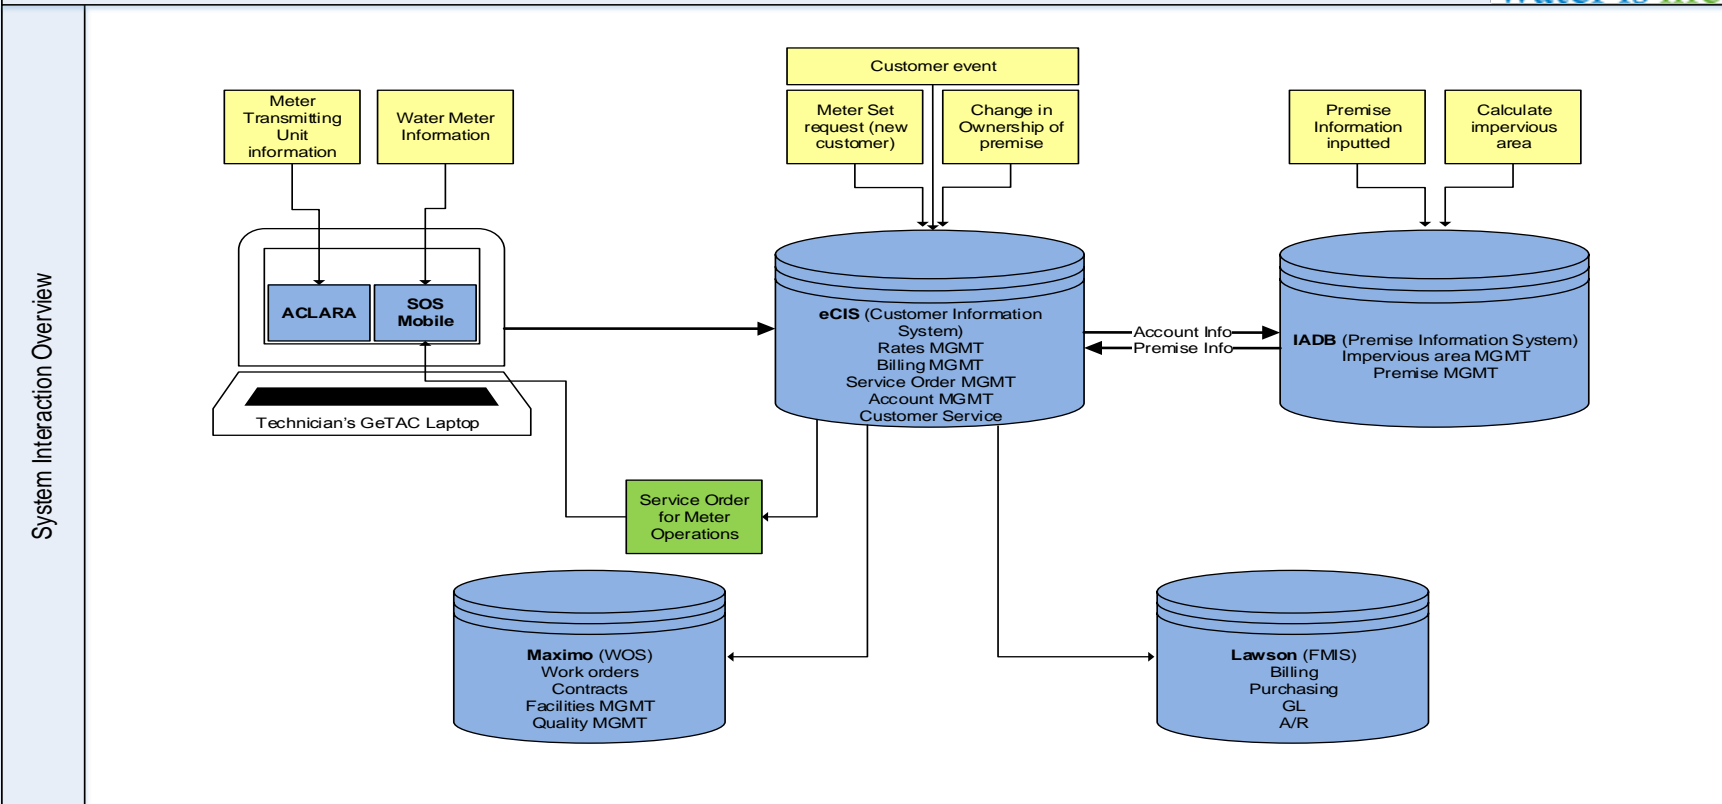 water is life
System Interaction Overview
Customer event
Meter
Transmitting
Unit
information
Water Meter
Information
Meter Set
request (new
customer)
Change in
Ownership of
premise
Premise
Information
inputted
Calculate
impervious
area
ACLARA
SOS
Mobile
Technician's GeTAC Laptop
eCIS (Customer Information
System)
Rates MGMT
Billing MGMT
Service Order MGMT
Account MGMT
Customer Service
Account Info
Premise Info
IADB (Premise Information System)
Impervious area MGMT
Premise MGMT
Service Order
for Meter
Operations
Maximo (WOS)
Work orders
Contracts
Facilities MGMT
Quality MGMT
Lawson (FMIS)
Billing
Purchasing
GL
A/R